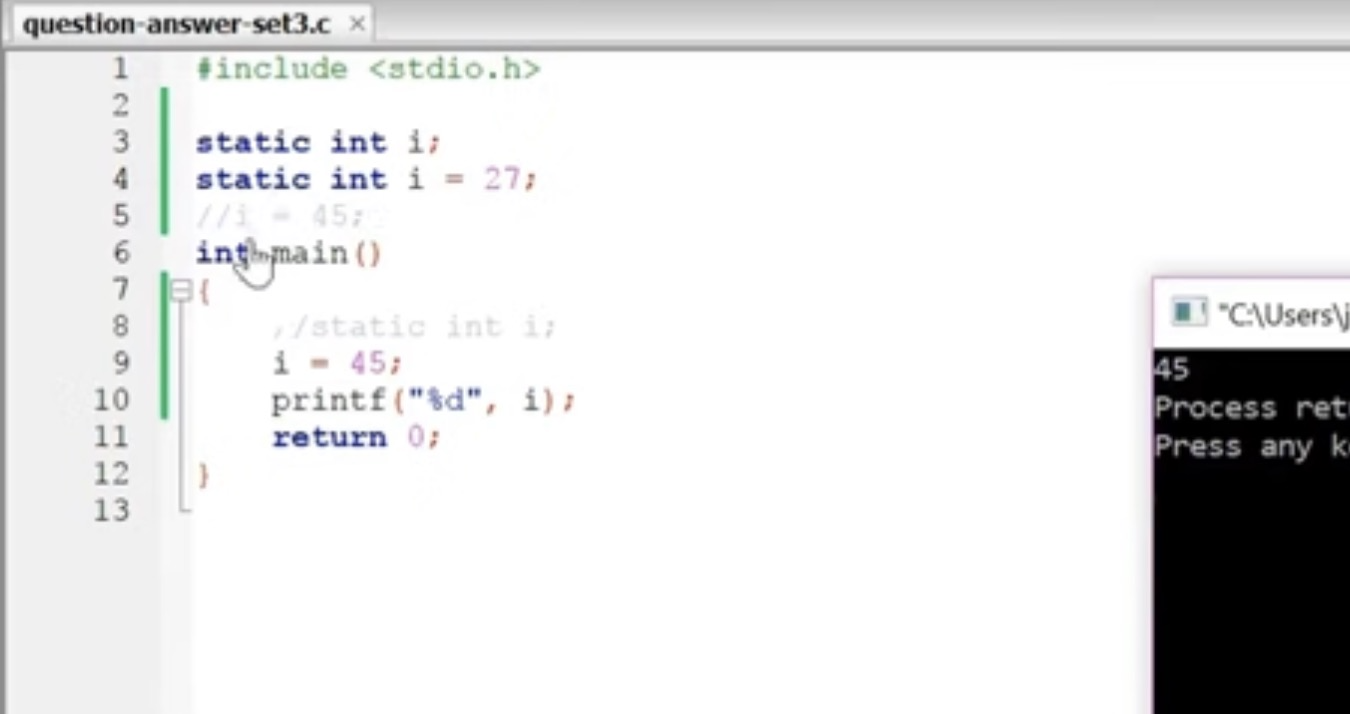 question-answer-set3.c ×
1 #include <stdio.h>
2
3 static int i;
4 static int i = 27;
5 //i = 45;
6 int main()
7 {
8 //static int i;
9 i = 45;
10 printf("%d", i);
11 return 0;
12 }
13
"C:\Users\j
45
Process ret
Press any k